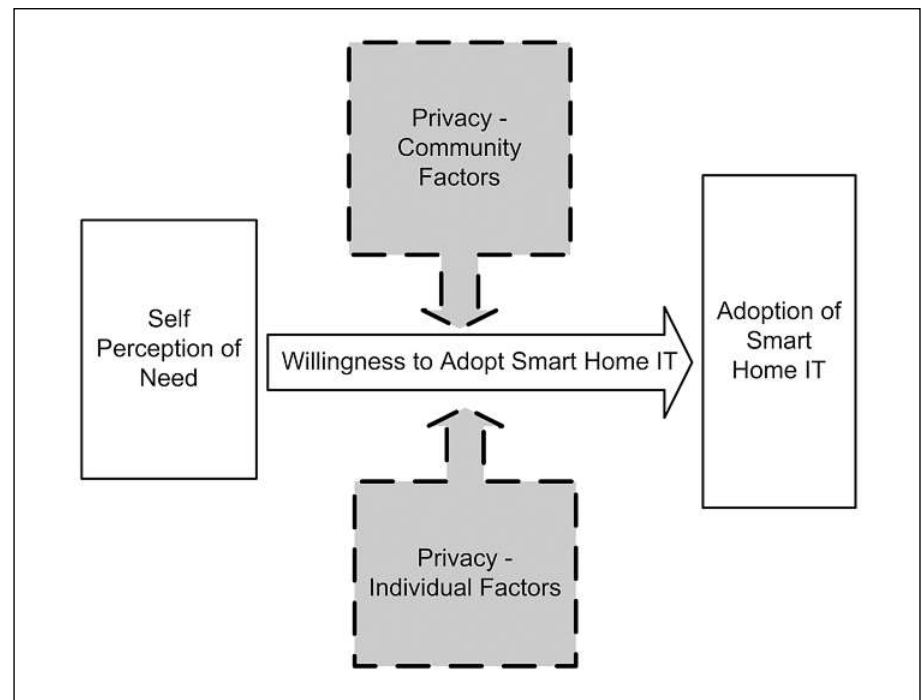 Privacy -
Community
Factors
Self
Perception of
Need
Willingness to Adopt Smart Home IT
Adoption of
Smart
Home IT
Privacy -
Individual Factors